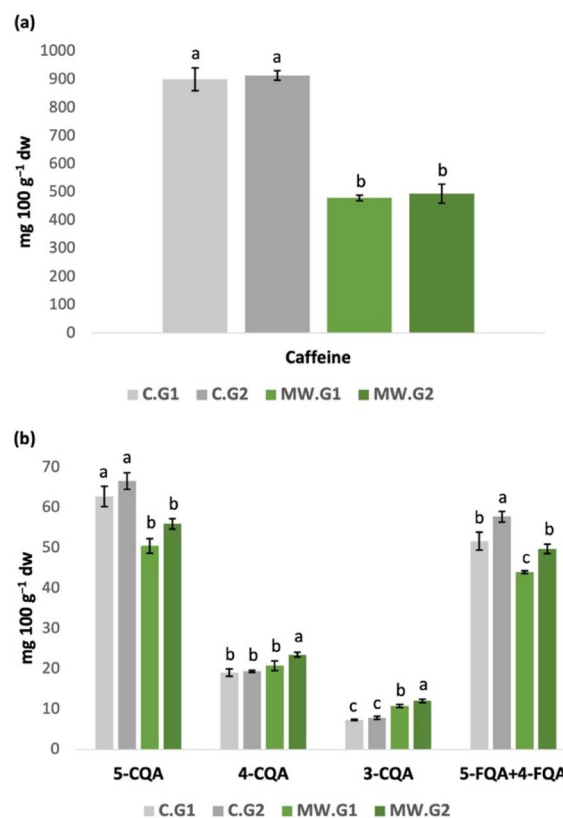 (a)
mg 100 g⁻¹ dw
1000
900
800
700
600
500
400
300
200
100
0
a
a
b
b
Caffeine
C.G1 C.G2 MW.G1 MW.G2
(b)
mg 100 g⁻¹ dw
70
60
50
40
30
20
10
0
a a b b
b b b a
c c b a
b a c b
5-CQA 4-CQA 3-CQA 5-FQA+4-FQA
C.G1 C.G2 MW.G1 MW.G2